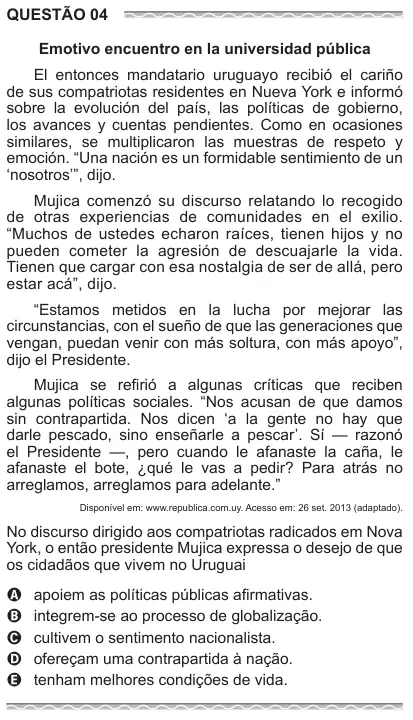 QUESTÃO 04
Emotivo encuentro en la universidad pública
El entonces mandatario uruguayo recibió el cariño
de sus compatriotas residentes en Nueva York e informó
sobre la evolución del país, las políticas de gobierno,
los avances y cuentas pendientes. Como en ocasiones
similares, se multiplicaron las muestras de respeto y
emoción. “Una nación es un formidable sentimiento de un
‘nosotros’”, dijo.
Mujica comenzó su discurso relatando lo recogido
de otras experiencias de comunidades en el exilio.
“Muchos de ustedes echaron raíces, tienen hijos y no
pueden cometer la agresión de descuajarle la vida.
Tienen que cargar con esa nostalgia de ser de allá, pero
estar acá”, dijo.
“Estamos metidos en la lucha por mejorar las
circunstancias, con el sueño de que las generaciones que
vengan, puedan venir con más soltura, con más apoyo”,
dijo el Presidente.
Mujica se refirió a algunas críticas que reciben
algunas políticas sociales. “Nos acusan de que damos
sin contrapartida. Nos dicen ‘a la gente no hay que
darle pescado, sino enseñarle a pescar’. Sí — razonó
el Presidente —, pero cuando le afanaste la caña, le
afanaste el bote, ¿qué le vas a pedir? Para atrás no
arreglamos, arreglamos para adelante.”
Disponível em: www.republica.com.uy. Acesso em: 26 set. 2013 (adaptado).
No discurso dirigido aos compatriotas radicados em Nova
York, o então presidente Mujica expressa o desejo de que
os cidadãos que vivem no Uruguai
A apoiem as políticas públicas afirmativas.
B integrem-se ao processo de globalização.
C cultivem o sentimento nacionalista.
D ofereçam uma contrapartida à nação.
E tenham melhores condições de vida.